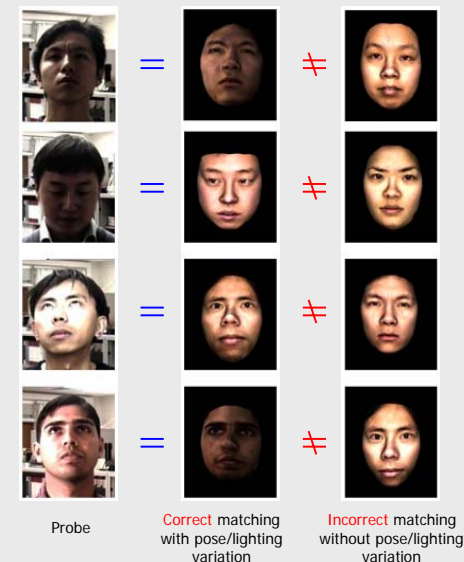 = ≠
= ≠
= ≠
= ≠
Probe
Correct matching
with pose/lighting
variation
Incorrect matching
without pose/lighting
variation